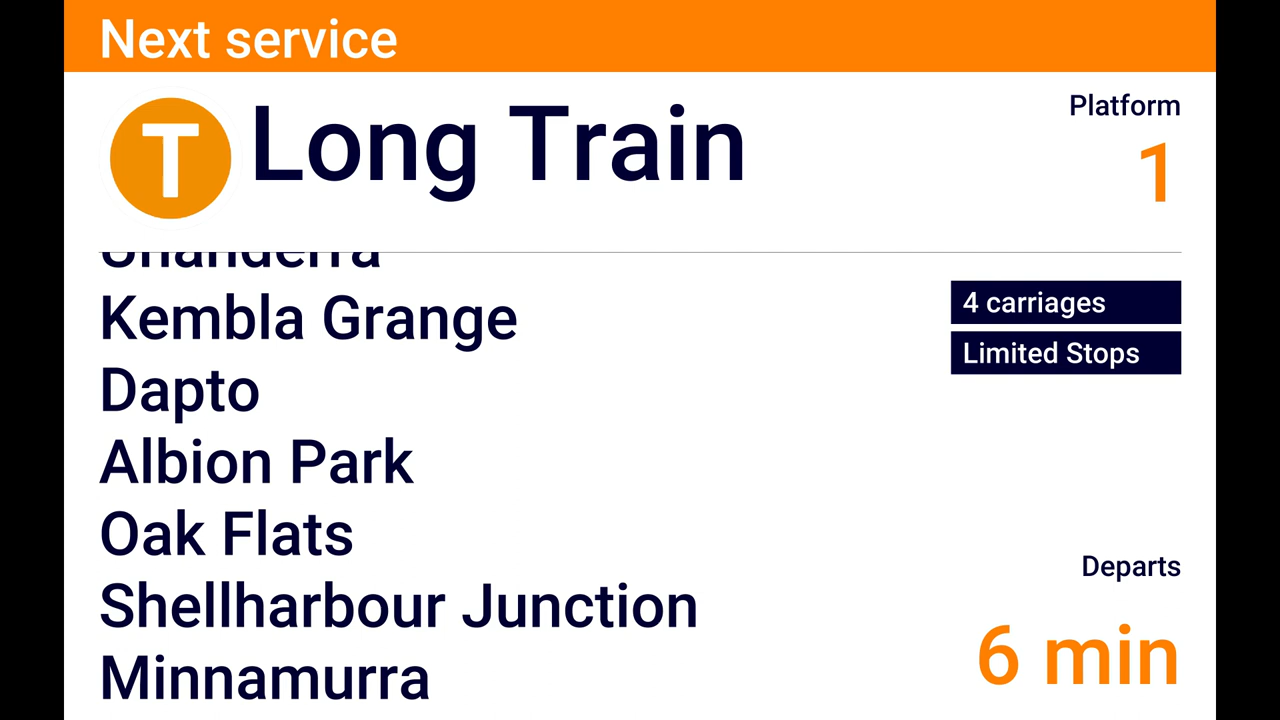 Next service
T Long Train
Platform
1
Unanderra
Kembla Grange
Dapto
Albion Park
Oak Flats
Shellharbour Junction
Minnamurra
4 carriages
Limited Stops
Departs
6 min